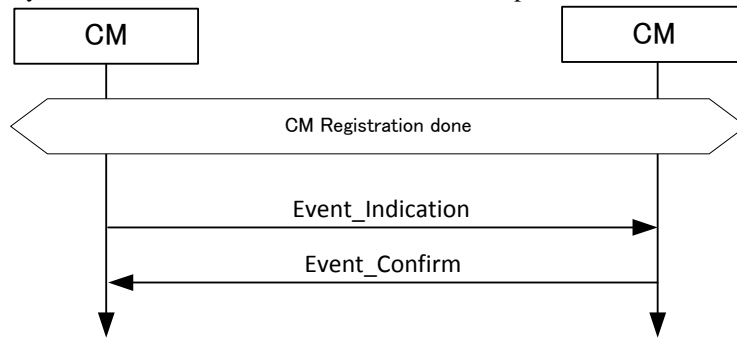 CM
CM
CM Registration done
Event_Indication
Event_Confirm